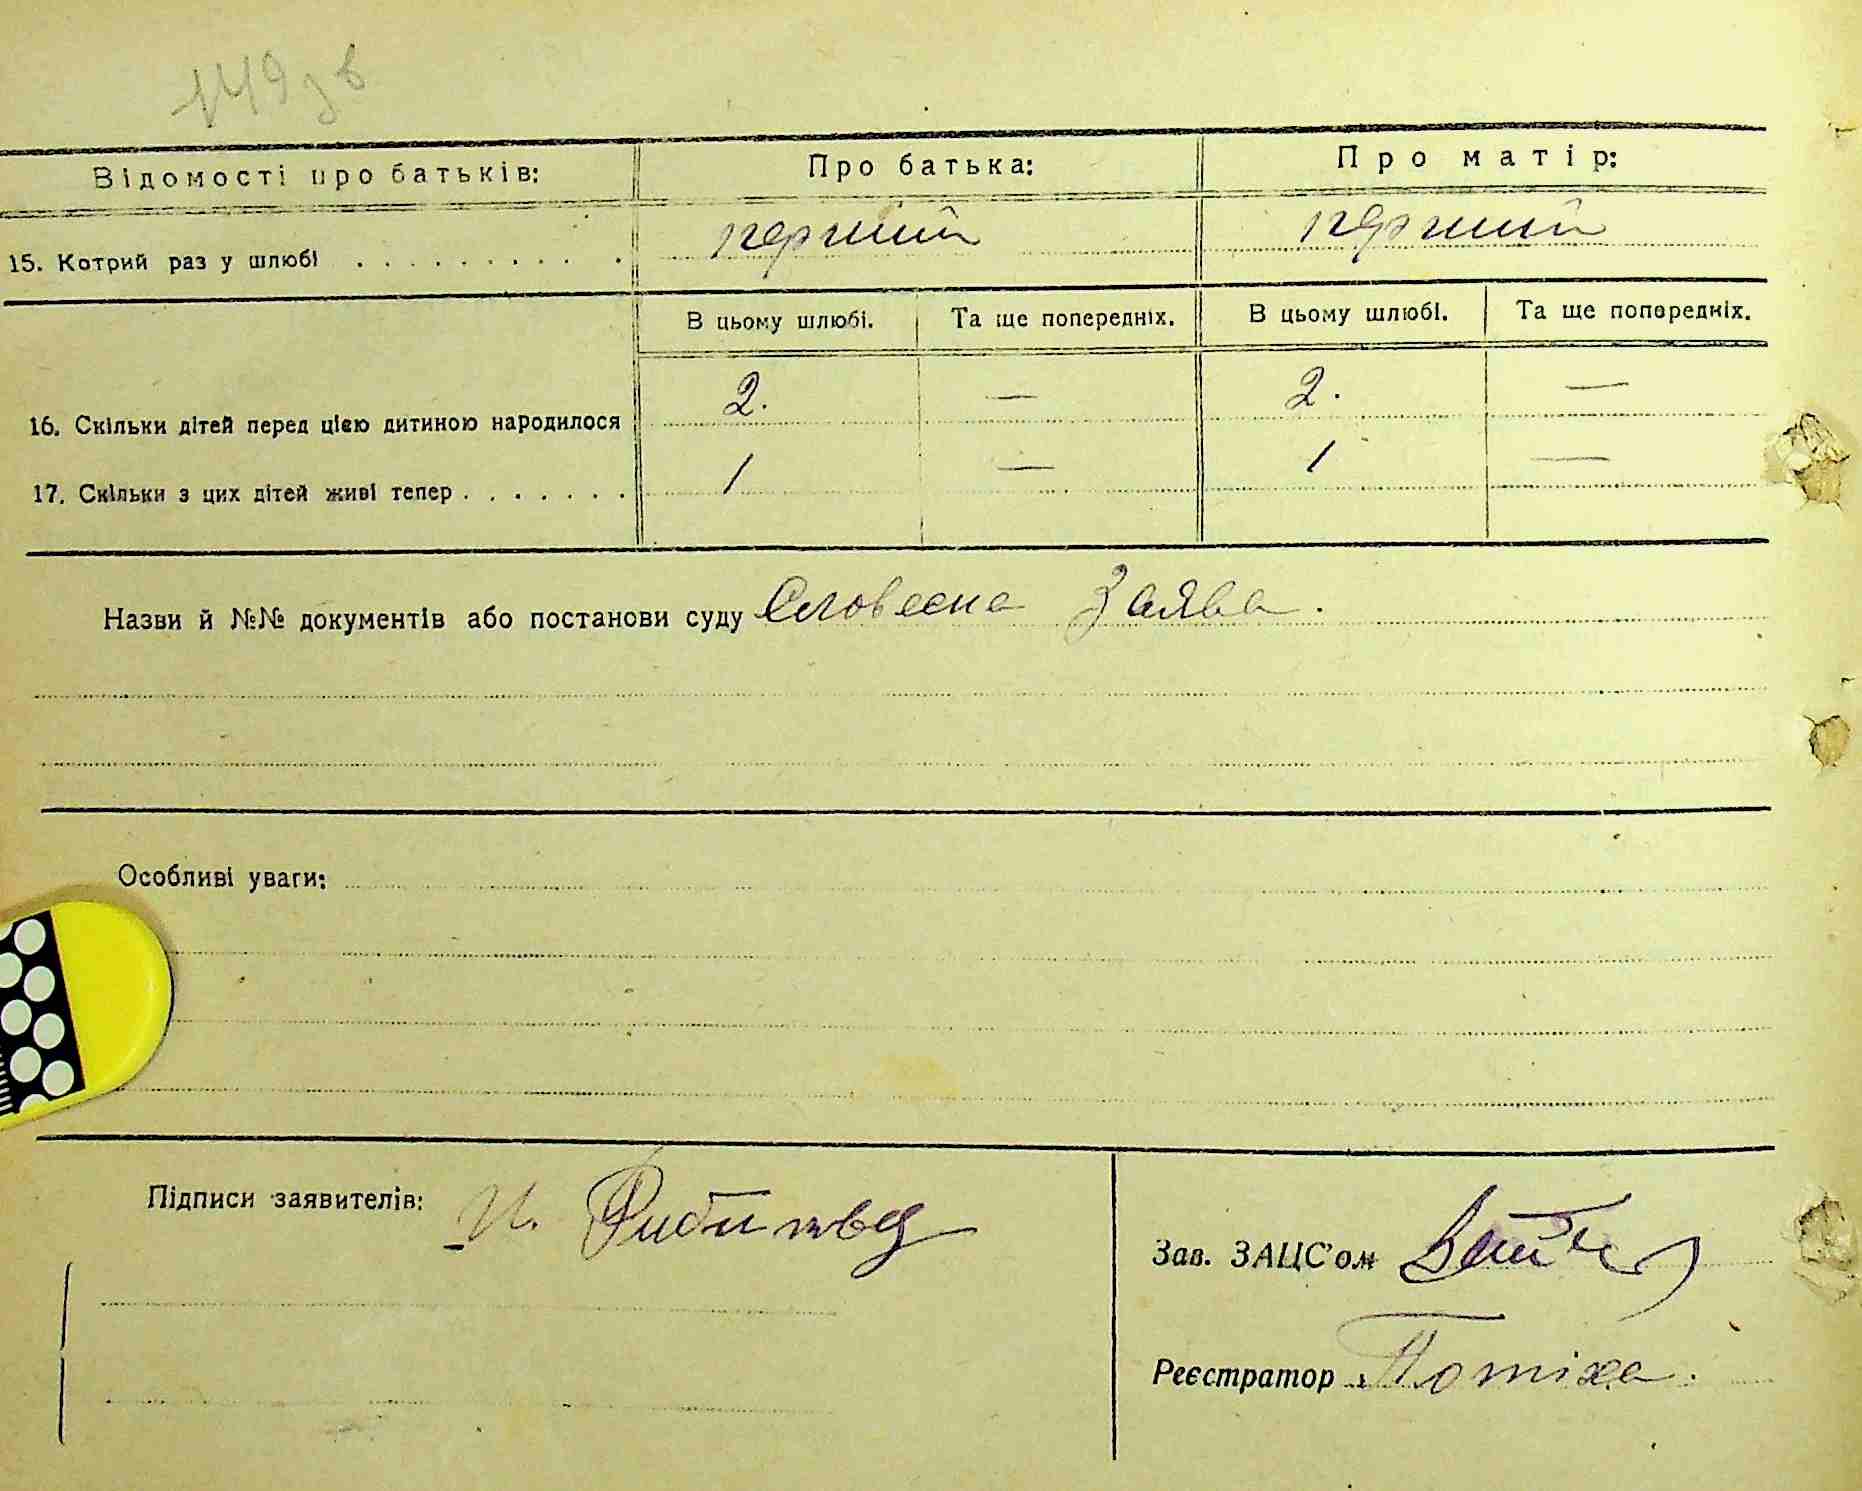 149
Відомості про батьків: Про батька: Про матір:
15. Котрий раз у шлюбі . . . . . . . . . . перший перший
В цьому шлюбі. Та ще попередніх. В цьому шлюбі. Та ще попередніх.
16. Скільки дітей перед цією дитиною народилося 2. — 2. —
17. Скільки з цих дітей живі тепер . . . . . . . 1 — 1 —
Назви й №№ документів або постанови суду Словесна Заява.
Особливі уваги:
Підписи заявителів: И.
Зав. ЗАЦС'ом
Реєстратор Потіха.